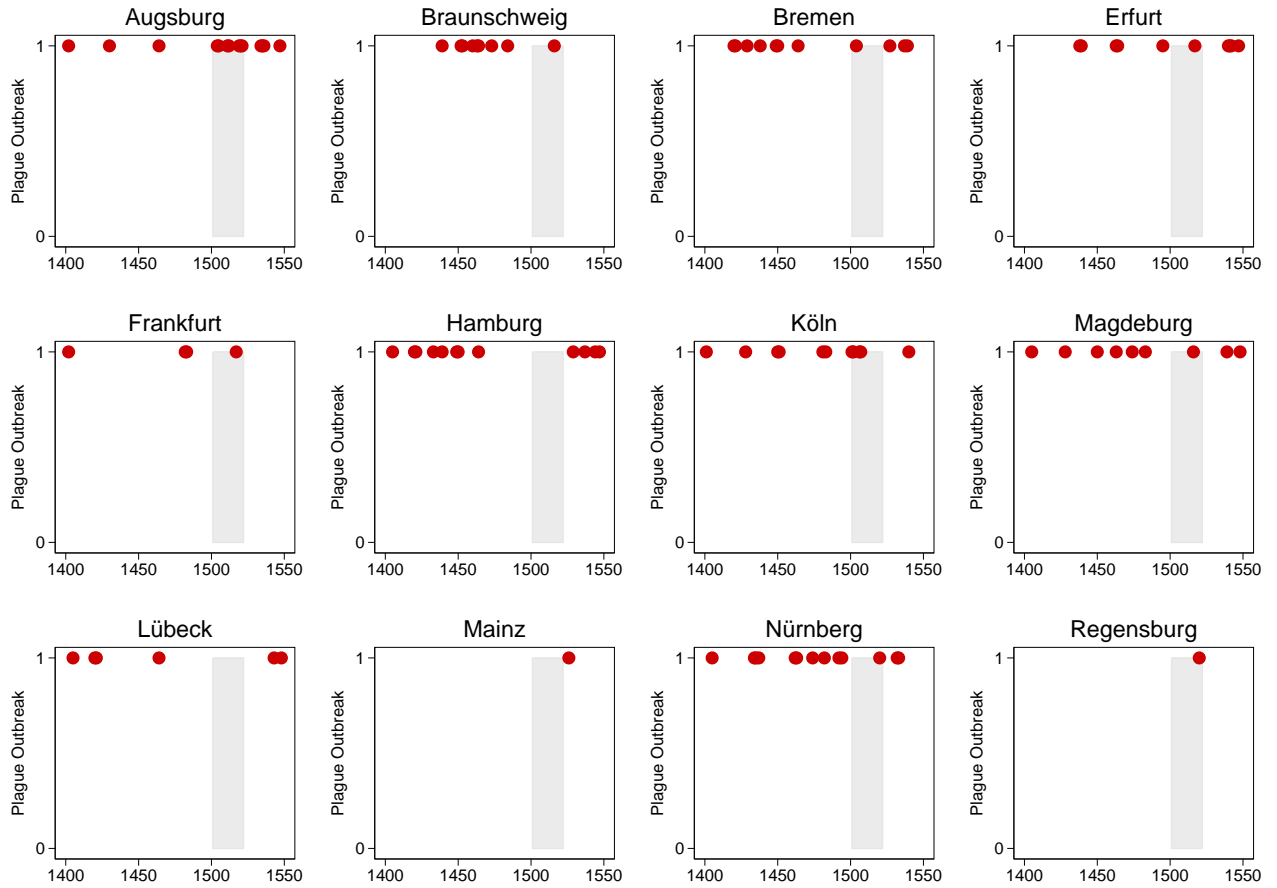 Augsburg Braunschweig Bremen Erfurt
1 1 1 1
Plague Outbreak Plague Outbreak Plague Outbreak Plague Outbreak
0 0 0 0
1400 1450 1500 1550 1400 1450 1500 1550 1400 1450 1500 1550 1400 1450 1500 1550
Frankfurt Hamburg Köln Magdeburg
1 1 1 1
Plague Outbreak Plague Outbreak Plague Outbreak Plague Outbreak
0 0 0 0
1400 1450 1500 1550 1400 1450 1500 1550 1400 1450 1500 1550 1400 1450 1500 1550
Lübeck Mainz Nürnberg Regensburg
1 1 1 1
Plague Outbreak Plague Outbreak Plague Outbreak Plague Outbreak
0 0 0 0
1400 1450 1500 1550 1400 1450 1500 1550 1400 1450 1500 1550 1400 1450 1500 1550